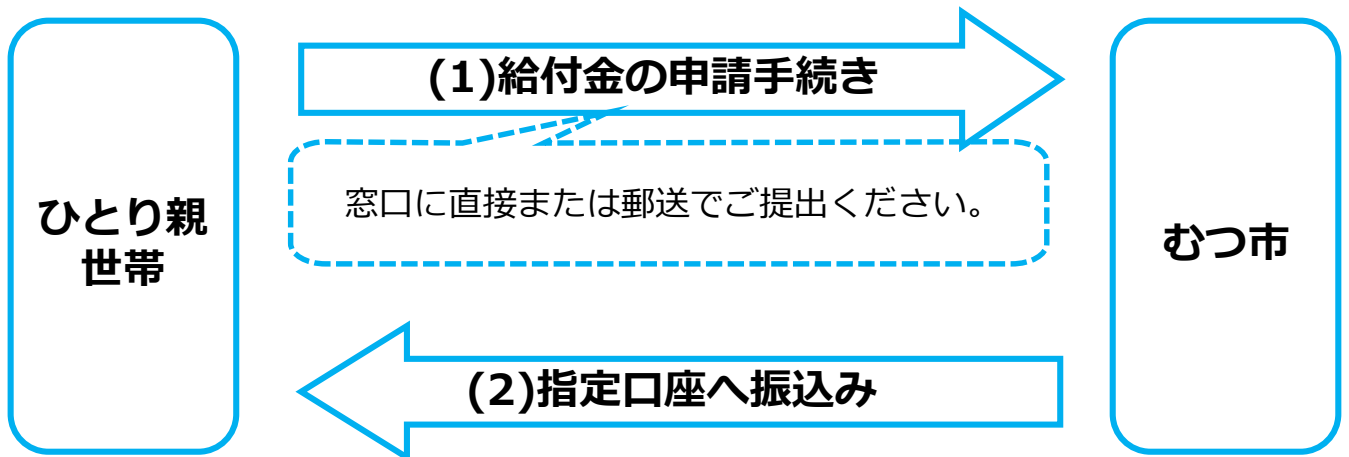 ひとり親
世帯
(1)給付金の申請手続き
窓口に直接または郵送でご提出ください。
(2)指定口座へ振込み
むつ市